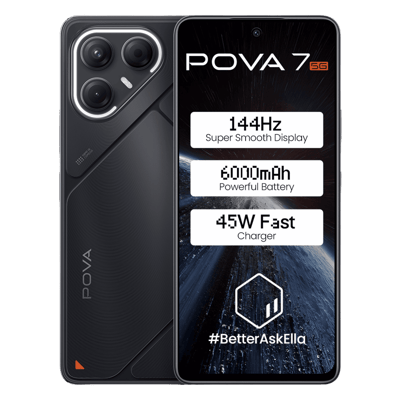 POVA 7 5G
144Hz
Super Smooth Display
6000mAh
Powerful Battery
45W Fast
Charger
#BetterAskElla
POVA